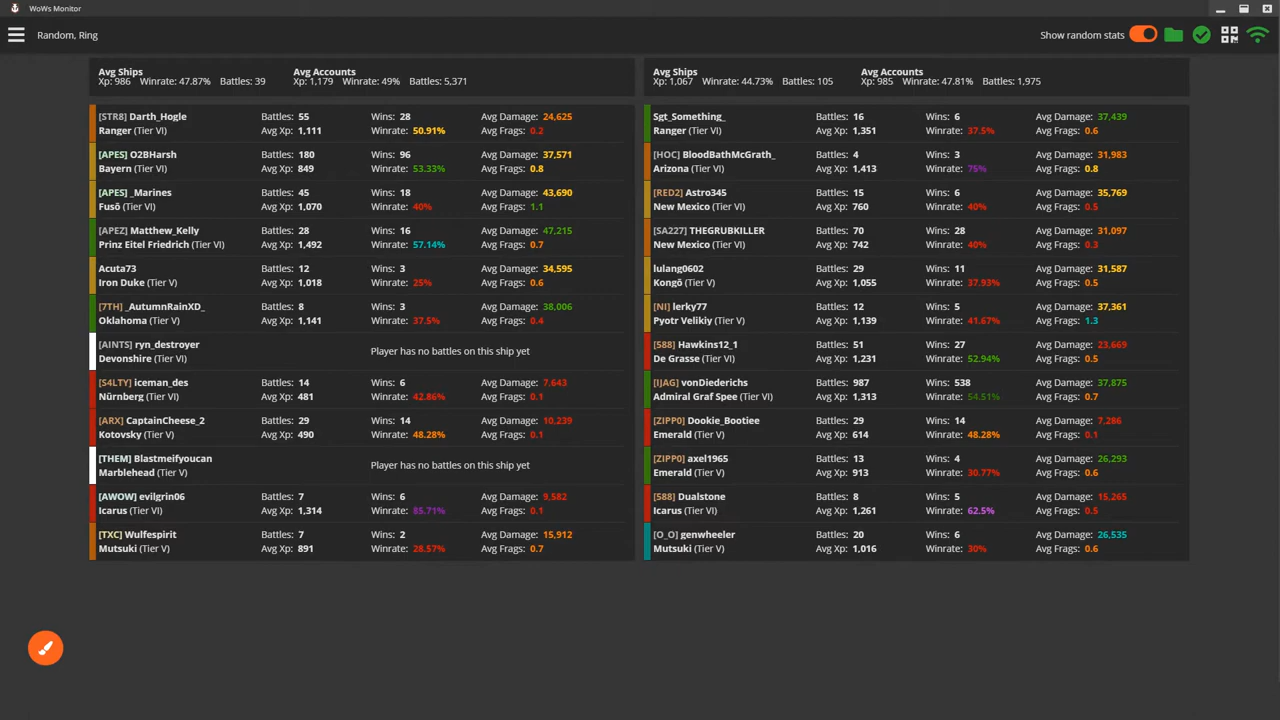 WoWs Monitor
Random, Ring
Show random stats
Avg Ships
Xp: 986 Winrate: 47.87% Battles: 39
Avg Accounts
Xp: 1,179 Winrate: 49% Battles: 5,371
Avg Ships
Xp: 1,067 Winrate: 44.73% Battles: 105
Avg Accounts
Xp: 985 Winrate: 47.81% Battles: 1,975
[STR8] Darth_Hogle Battles: 55 Wins: 28 Avg Damage: 24,625
Ranger (Tier VI) Avg Xp: 1,111 Winrate: 50.91% Avg Frags: 0.2
[APES] O2BHarsh Battles: 180 Wins: 96 Avg Damage: 37,571
Bayern (Tier VI) Avg Xp: 849 Winrate: 53.33% Avg Frags: 0.8
[APES] _Marines Battles: 45 Wins: 18 Avg Damage: 43,690
Fusō (Tier VI) Avg Xp: 1,070 Winrate: 40% Avg Frags: 1.1
[APEZ] Matthew_Kelly Battles: 28 Wins: 16 Avg Damage: 47,215
Prinz Eitel Friedrich (Tier VI) Avg Xp: 1,492 Winrate: 57.14% Avg Frags: 0.7
Acuta73 Battles: 12 Wins: 3 Avg Damage: 34,595
Iron Duke (Tier VI) Avg Xp: 1,018 Winrate: 25% Avg Frags: 0.6
[7TH] _AutumnRainXD_ Battles: 8 Wins: 3 Avg Damage: 38,006
Oklahoma (Tier V) Avg Xp: 1,141 Winrate: 37.5% Avg Frags: 0.4
[AINTS] ryn_destroyer
Devonshire (Tier VI)
Player has no battles on this ship yet
[S4LTY] iceman_des Battles: 14 Wins: 6 Avg Damage: 7,643
Nürnberg (Tier VI) Avg Xp: 481 Winrate: 42.86% Avg Frags: 0.1
[ARX] CaptainCheese_2 Battles: 29 Wins: 14 Avg Damage: 10,239
Kotovsky (Tier V) Avg Xp: 490 Winrate: 48.28% Avg Frags: 0.1
[THEM] Blastmeifyoucan
Marblehead (Tier V)
Player has no battles on this ship yet
[AWOW] evilgrin06 Battles: 7 Wins: 6 Avg Damage: 9,582
Icarus (Tier VI) Avg Xp: 1,314 Winrate: 85.71% Avg Frags: 0.1
[TXC] Wulfespirit Battles: 7 Wins: 2 Avg Damage: 15,912
Mutsuki (Tier V) Avg Xp: 891 Winrate: 28.57% Avg Frags: 0.7
Sgt_Something_ Battles: 16 Wins: 6 Avg Damage: 37,439
Ranger (Tier VI) Avg Xp: 1,351 Winrate: 37.5% Avg Frags: 0.6
[HOC] BloodBathMcGrath_ Battles: 4 Wins: 3 Avg Damage: 31,983
Arizona (Tier VI) Avg Xp: 1,413 Winrate: 75% Avg Frags: 0.8
[RED2] Astro345 Battles: 15 Wins: 6 Avg Damage: 35,769
New Mexico (Tier VI) Avg Xp: 760 Winrate: 40% Avg Frags: 0.5
[SA227] THEGRUBKILLER Battles: 70 Wins: 28 Avg Damage: 31,097
New Mexico (Tier VI) Avg Xp: 742 Winrate: 40% Avg Frags: 0.3
lulang0602 Battles: 29 Wins: 11 Avg Damage: 31,587
Kongō (Tier V) Avg Xp: 1,055 Winrate: 37.93% Avg Frags: 0.5
[NI] lerky77 Battles: 12 Wins: 5 Avg Damage: 37,361
Pyotr Velikiy (Tier V) Avg Xp: 1,139 Winrate: 41.67% Avg Frags: 1.3
[588] Hawkins12_1 Battles: 51 Wins: 27 Avg Damage: 23,669
De Grasse (Tier VI) Avg Xp: 1,231 Winrate: 52.94% Avg Frags: 0.5
[IJAG] vonDiederichs Battles: 987 Wins: 538 Avg Damage: 37,875
Admiral Graf Spee (Tier VI) Avg Xp: 1,313 Winrate: 54.51% Avg Frags: 0.7
[ZIPP0] Dookie_Bootiee Battles: 29 Wins: 14 Avg Damage: 7,286
Emerald (Tier V) Avg Xp: 614 Winrate: 48.28% Avg Frags: 0.1
[ZIPP0] axel1965 Battles: 13 Wins: 4 Avg Damage: 26,293
Emerald (Tier V) Avg Xp: 913 Winrate: 30.77% Avg Frags: 0.6
[588] Dualstone Battles: 8 Wins: 5 Avg Damage: 15,265
Icarus (Tier VI) Avg Xp: 1,261 Winrate: 62.5% Avg Frags: 0.5
[O_O] genwheeler Battles: 20 Wins: 6 Avg Damage: 26,535
Mutsuki (Tier V) Avg Xp: 1,016 Winrate: 30% Avg Frags: 0.6